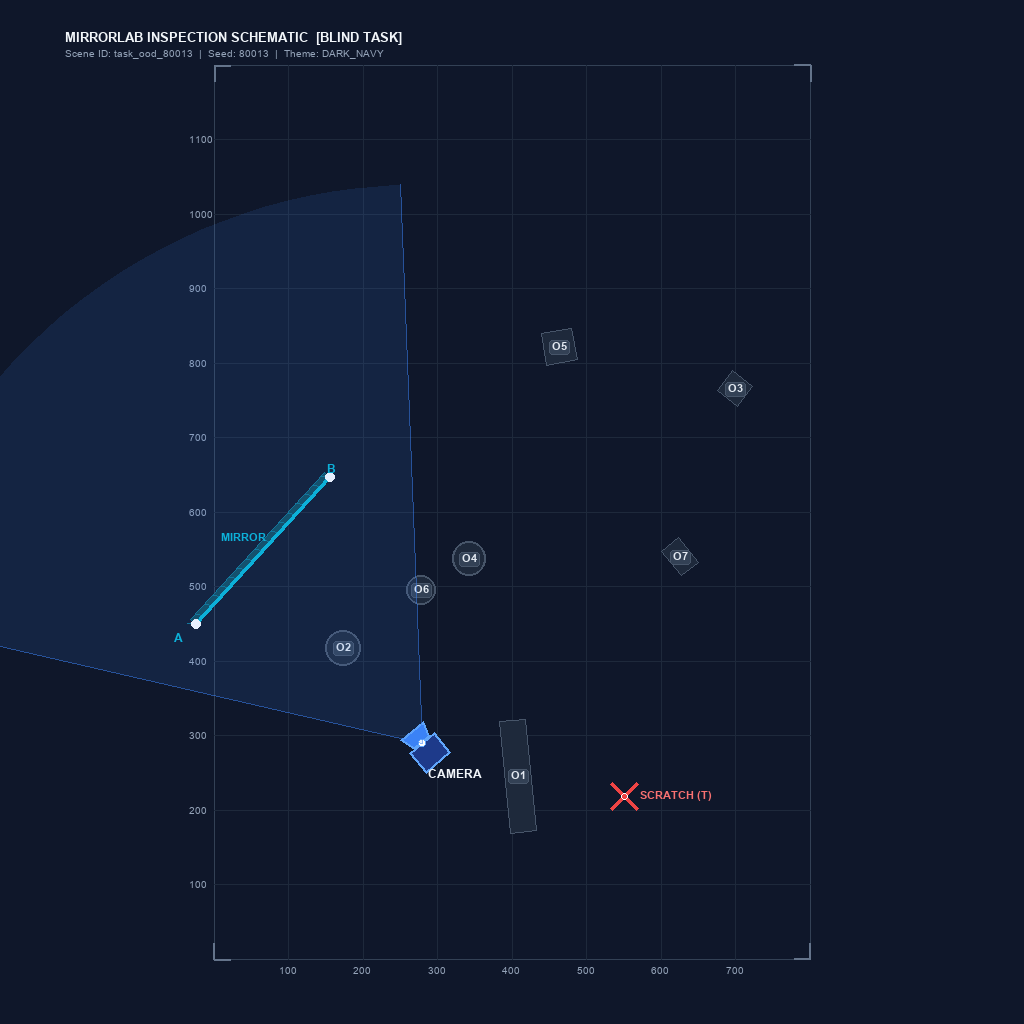 MIRRORLAB INSPECTION SCHEMATIC [BLIND TASK]
Scene ID: task_ood_80013 | Seed: 80013 | Theme: DARK_NAVY
1100
1000
900
800
700
600
500
400
300
200
100
O5
O3
B
MIRROR
O4
O7
O6
A
O2
CAMERA
O1
SCRATCH (T)
100
200
300
400
500
600
700